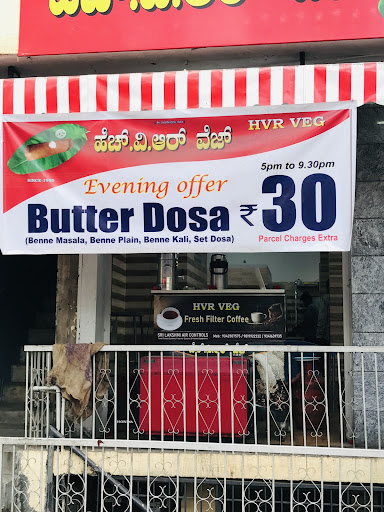 ಹೆಚ್.ವಿ.ಆರ್ ವೆಜ್
HVR VEG
SINCE-1990
5pm to 9.30pm
Evening offer
Butter Dosa ₹ 30
(Benne Masala, Benne Plain, Benne Kali, Set Dosa)
Parcel Charges Extra
HVR VEG
Fresh Filter Coffee
SRI LAKSHMI AIR CONTROLS